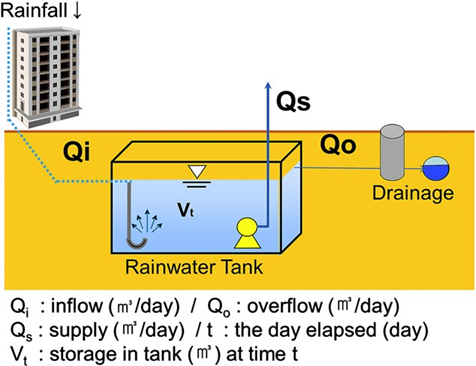 Rainfall↓
Qs
Qi
Qo
Vt
Drainage
Rainwater Tank
Qi : inflow (㎥/day) / Qo : overflow (㎥/day)
Qs : supply (㎥/day) / t : the day elapsed (day)
Vt : storage in tank (㎥) at time t